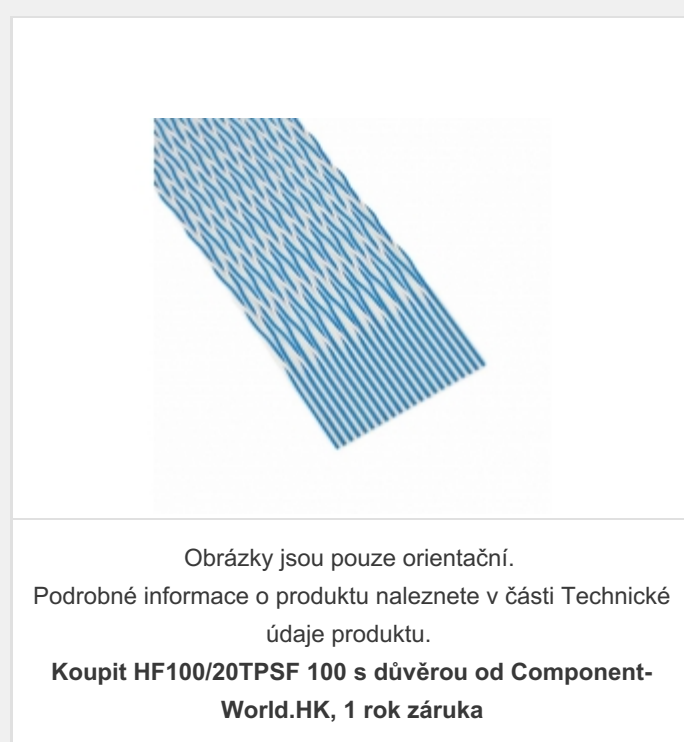 Obrázky jsou pouze orientační.
Podrobné informace o produktu naleznete v části Technické
údaje produktu.
Koupit HF100/20TPSF 100 s důvěrou od Component-
World.HK, 1 rok záruka